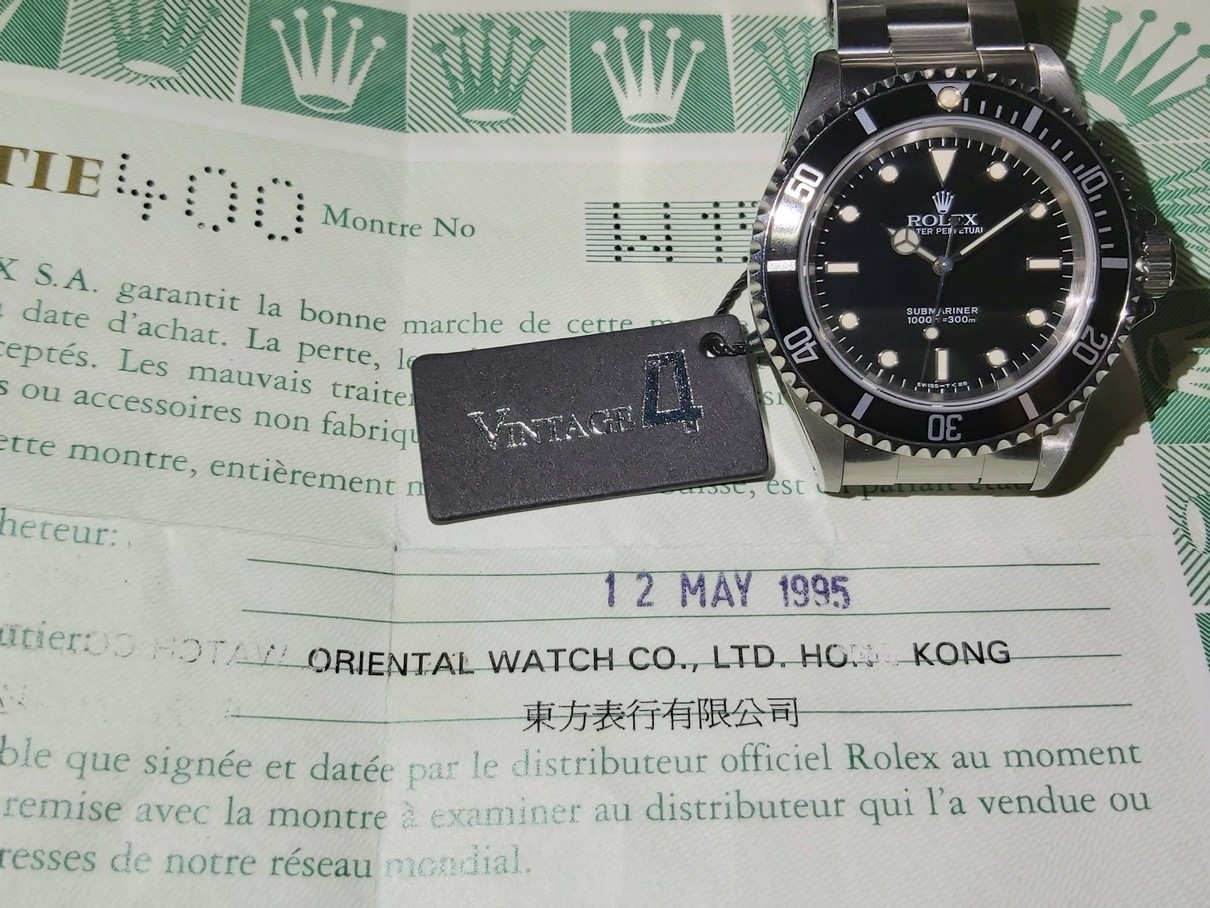 TIE 400 Montre No W
X S.A. garantit la bonne marche de cette
date d'achat. La perte,
ceptés. Les mauvais
s ou accessoires non
ette montre, entièrement
est
VINTAGE 4
50
10
40
20
30
ROLEX
SUBMARINER
1000 =300m
SWISS-T<25
heteur:
12 MAY 1995
utier:
ORIENTAL WATCH CO., LTD. HONG KONG
東方表行有限公司
ble que signée et datée par le distributeur officiel Rolex au moment
remise avec la montre à examiner au distributeur qui l'a vendue ou
resses de notre réseau mondial.